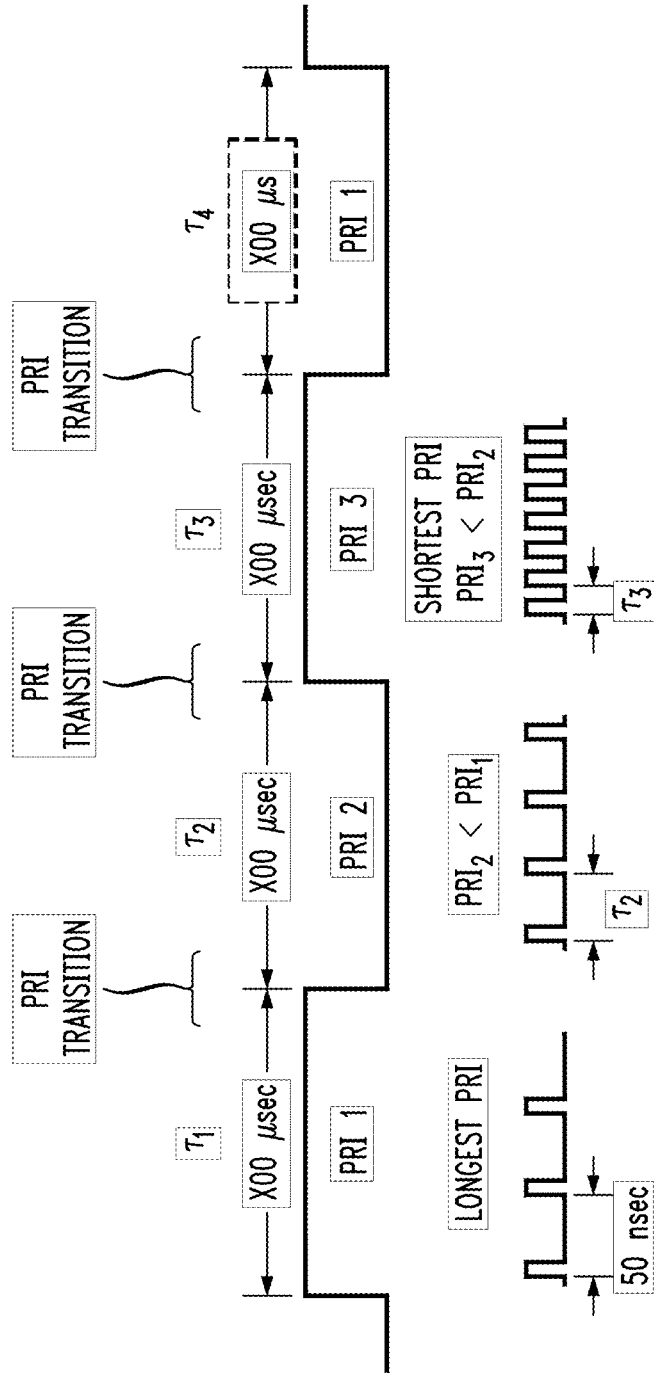 PRI
TRANSITION
PRI
TRANSITION
PRI
TRANSITION
τ1
τ2
τ3
τ4
X00 μsec
X00 μsec
X00 μsec
X00 μs
PRI 1
PRI 2
PRI 3
PRI 1
LONGEST PRI
PRI2 < PRI1
SHORTEST PRI
PRI3 < PRI2
50 nsec
τ2
τ3